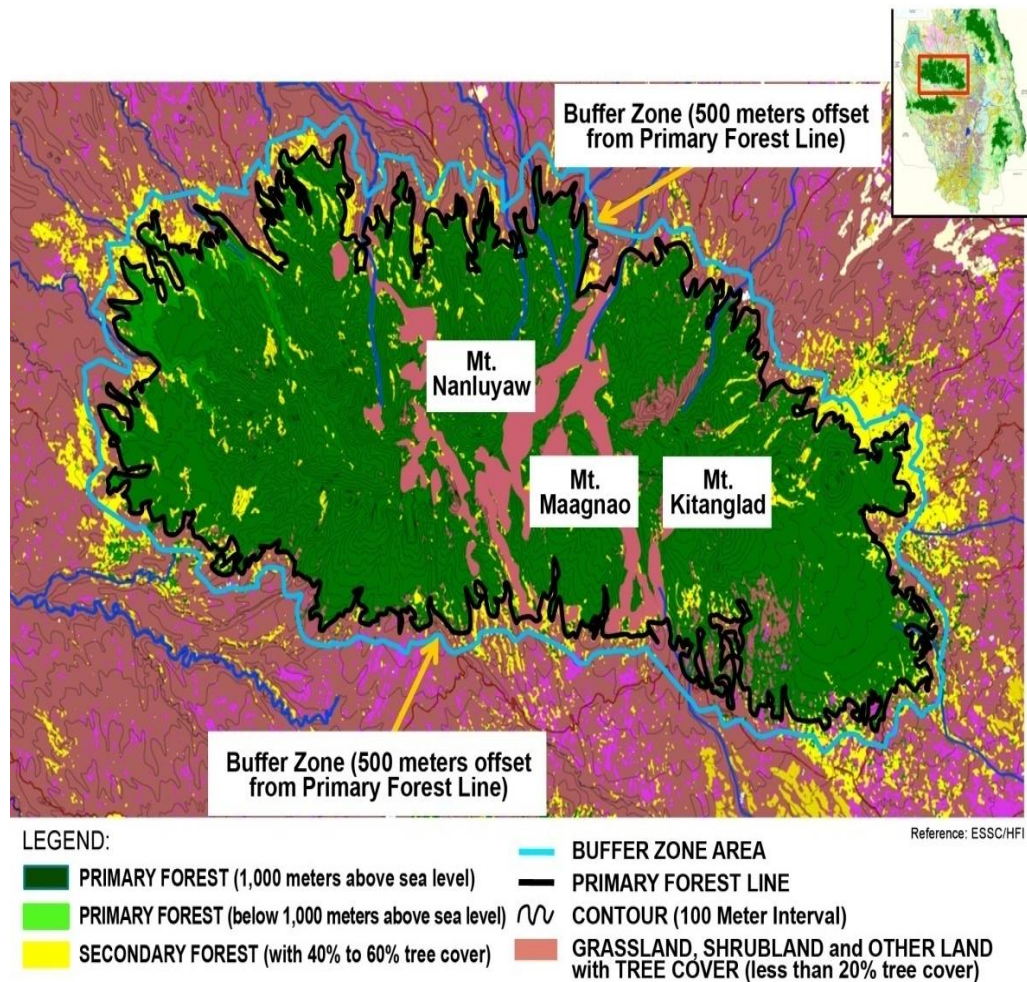 Buffer Zone (500 meters offset
from Primary Forest Line)
Mt.
Nanluyaw
Mt.
Maagnao
Mt.
Kitanglad
Buffer Zone (500 meters offset
from Primary Forest Line)
Reference: ESSC/HFI
LEGEND:
PRIMARY FOREST (1,000 meters above sea level)
PRIMARY FOREST (below 1,000 meters above sea level)
SECONDARY FOREST (with 40% to 60% tree cover)
BUFFER ZONE AREA
PRIMARY FOREST LINE
CONTOUR (100 Meter Interval)
GRASSLAND, SHRUBLAND and OTHER LAND
with TREE COVER (less than 20% tree cover)